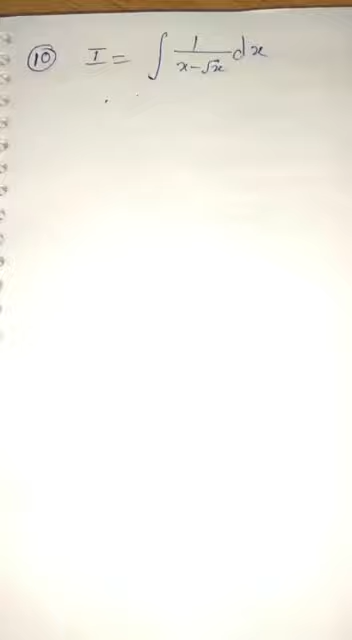 ⑩ I = ∫ 1/(x-√x) dx